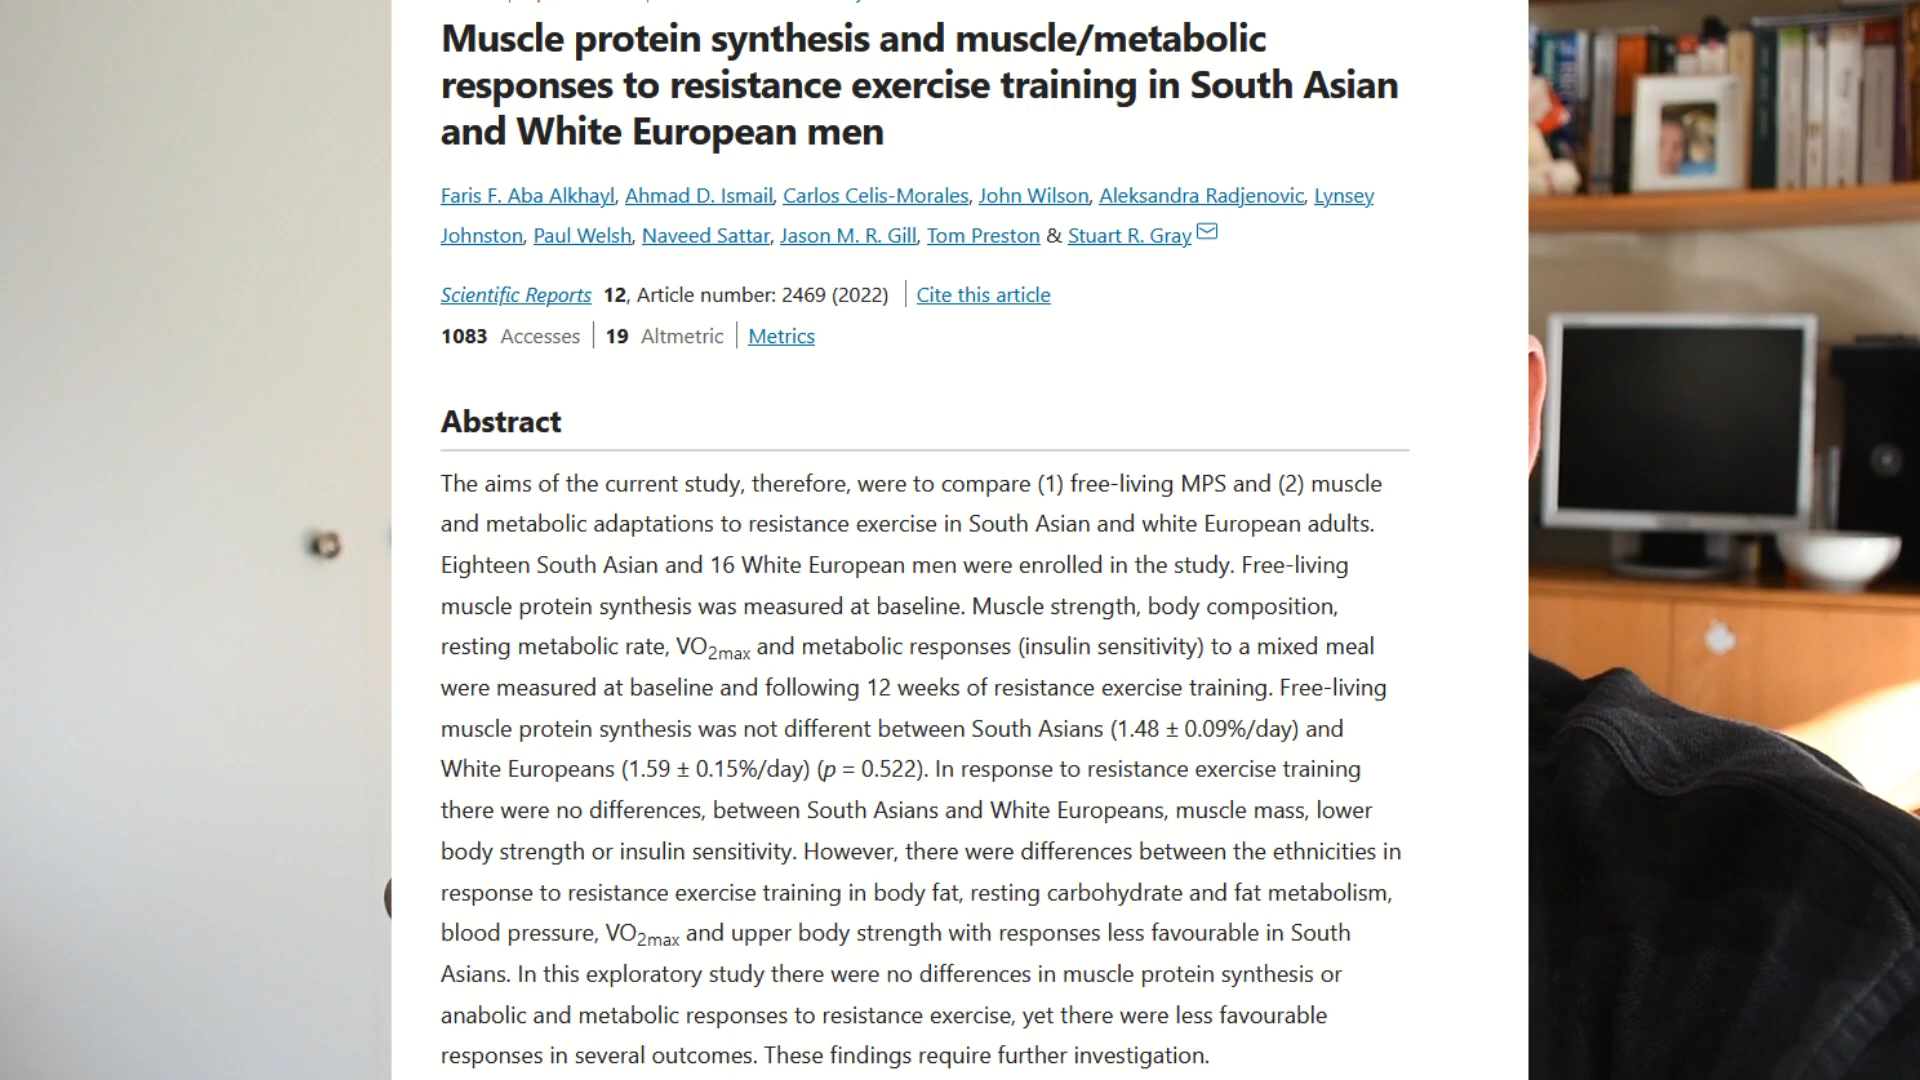 Muscle protein synthesis and muscle/metabolic
responses to resistance exercise training in South Asian
and White European men
Faris F. Aba Alkhayl, Ahmad D. Ismail, Carlos Celis-Morales, John Wilson, Aleksandra Radjenovic, Lynsey
Johnston, Paul Welsh, Naveed Sattar, Jason M. R. Gill, Tom Preston & Stuart R. Gray
Scientific Reports 12, Article number: 2469 (2022) Cite this article
1083 Accesses 19 Altmetric Metrics
Abstract
The aims of the current study, therefore, were to compare (1) free-living MPS and (2) muscle
and metabolic adaptations to resistance exercise in South Asian and white European adults.
Eighteen South Asian and 16 White European men were enrolled in the study. Free-living
muscle protein synthesis was measured at baseline. Muscle strength, body composition,
resting metabolic rate, VO2max and metabolic responses (insulin sensitivity) to a mixed meal
were measured at baseline and following 12 weeks of resistance exercise training. Free-living
muscle protein synthesis was not different between South Asians (1.48 ± 0.09%/day) and
White Europeans (1.59 ± 0.15%/day) (p = 0.522). In response to resistance exercise training
there were no differences, between South Asians and White Europeans, muscle mass, lower
body strength or insulin sensitivity. However, there were differences between the ethnicities in
response to resistance exercise training in body fat, resting carbohydrate and fat metabolism,
blood pressure, VO2max and upper body strength with responses less favourable in South
Asians. In this exploratory study there were no differences in muscle protein synthesis or
anabolic and metabolic responses to resistance exercise, yet there were less favourable
responses in several outcomes. These findings require further investigation.